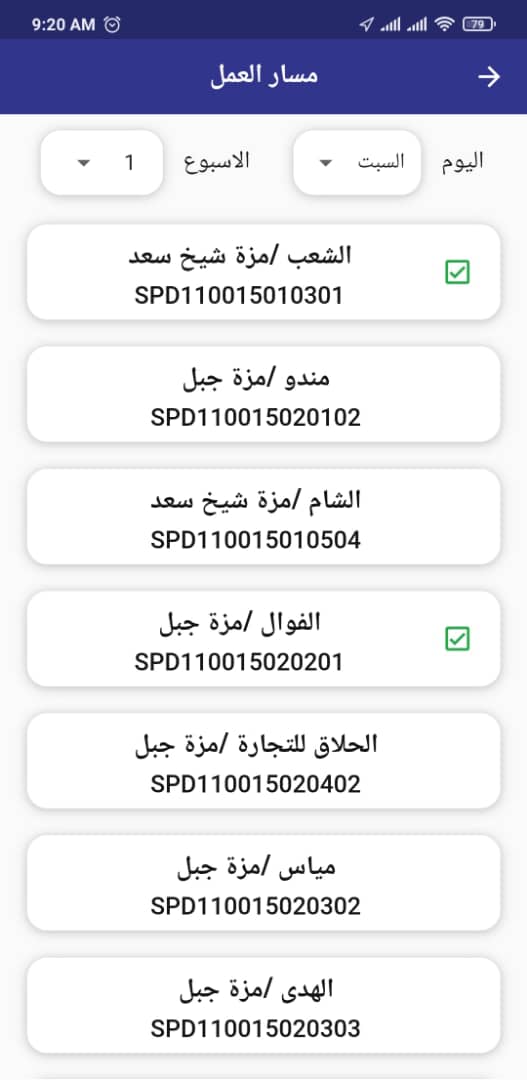 9:20 AM
79
مسار العمل
اليوم السبت الاسبوع 1
الشعب /مزة شيخ سعد
SPD110015010301
مندو /مزة جبل
SPD110015020102
الشام /مزة شيخ سعد
SPD110015010504
الفوال /مزة جبل
SPD110015020201
الحلاق للتجارة /مزة جبل
SPD110015020402
مياس /مزة جبل
SPD110015020302
الهدى /مزة جبل
SPD110015020303